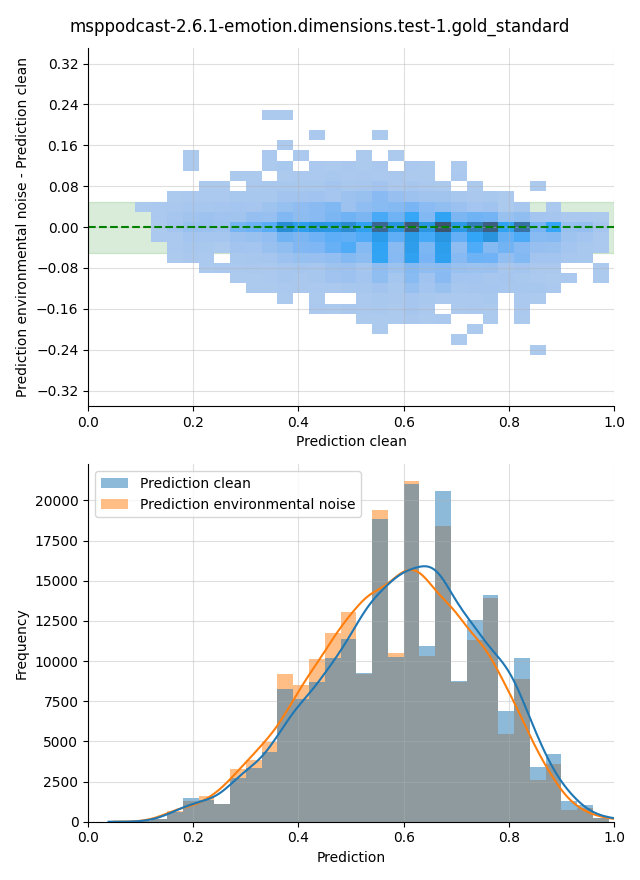 msppodcast-2.6.1-emotion.dimensions.test-1.gold_standard
Prediction environmental noise - Prediction clean
0.32
0.24
0.16
0.08
0.00
−0.08
−0.16
−0.24
−0.32
0.0 0.2 0.4 0.6 0.8 1.0
Prediction clean
Prediction clean
Prediction environmental noise
Frequency
20000
17500
15000
12500
10000
7500
5000
2500
0
0.0 0.2 0.4 0.6 0.8 1.0
Prediction